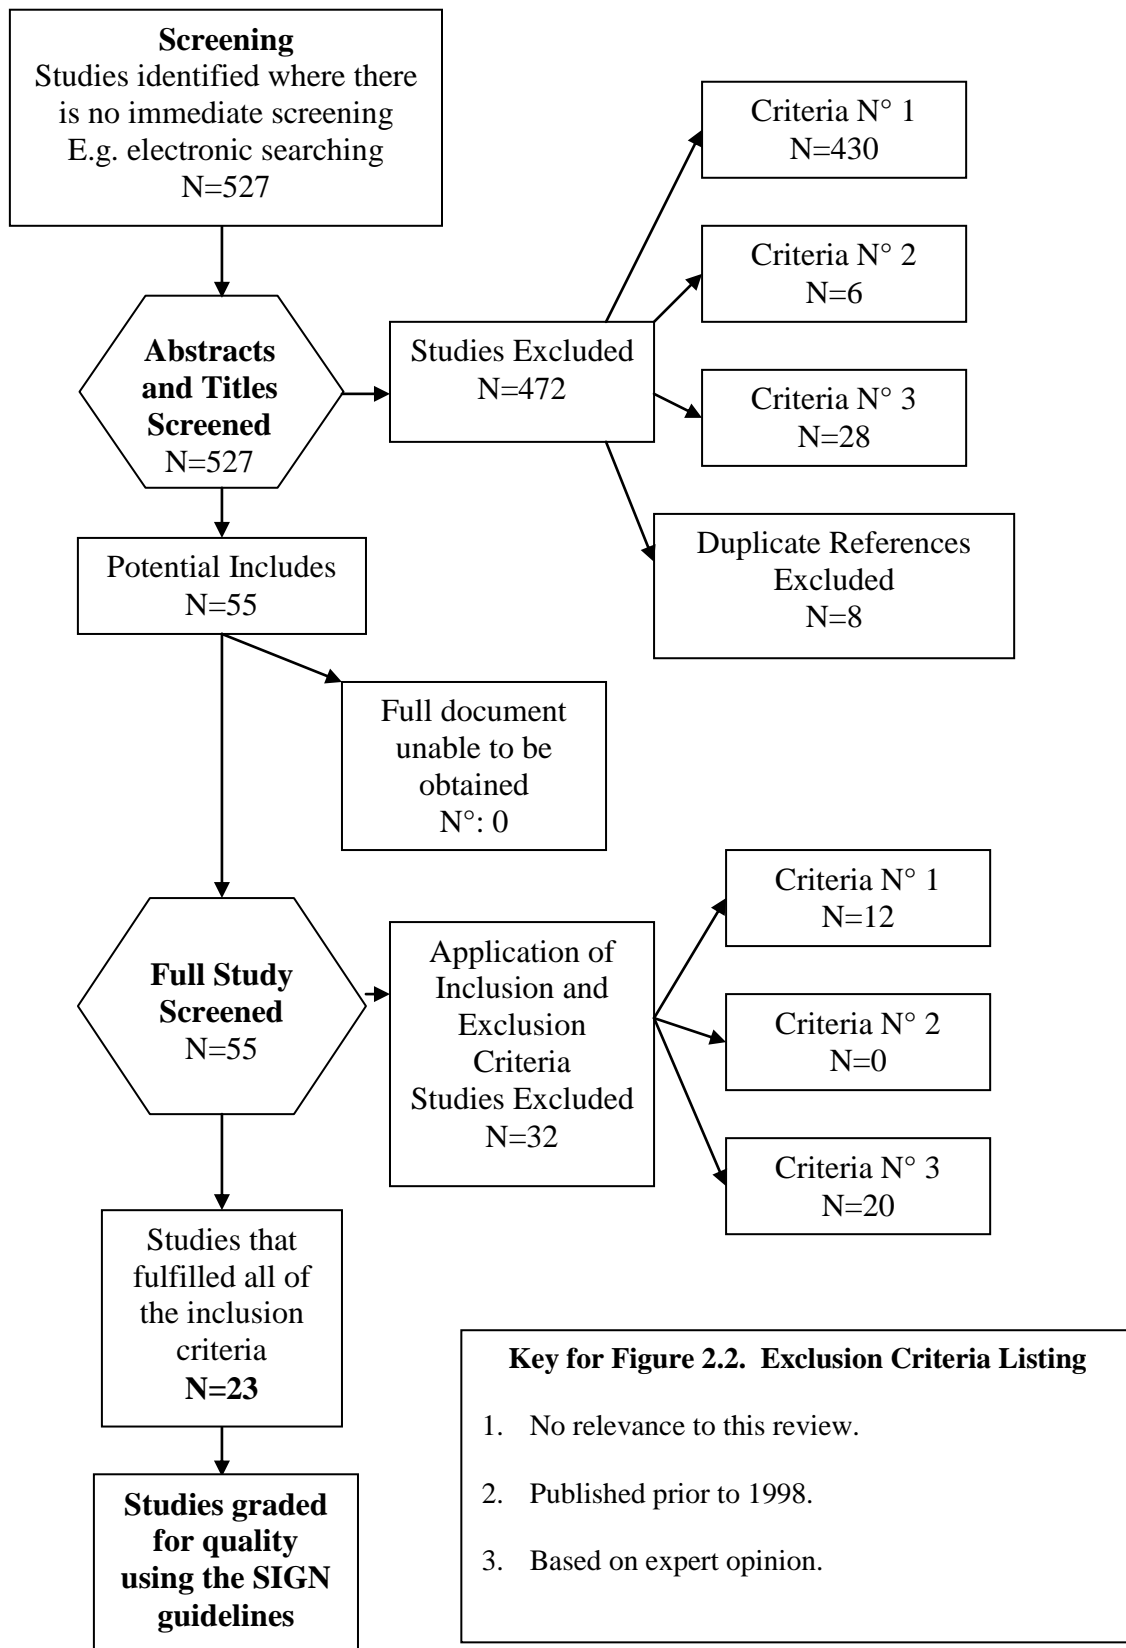 Screening
Studies identified where there
is no immediate screening
E.g. electronic searching
N=527
Criteria N° 1
N=430
Criteria N° 2
N=6
Abstracts
and Titles
Screened
N=527
Studies Excluded
N=472
Criteria N° 3
N=28
Duplicate References
Excluded
N=8
Potential Includes
N=55
Full document
unable to be
obtained
N°: 0
Full Study
Screened
N=55
Application of
Inclusion and
Exclusion
Criteria
Studies Excluded
N=32
Criteria N° 1
N=12
Criteria N° 2
N=0
Criteria N° 3
N=20
Studies that
fulfilled all of
the inclusion
criteria
N=23
Studies graded
for quality
using the SIGN
guidelines
Key for Figure 2.2. Exclusion Criteria Listing
1. No relevance to this review.
2. Published prior to 1998.
3. Based on expert opinion.